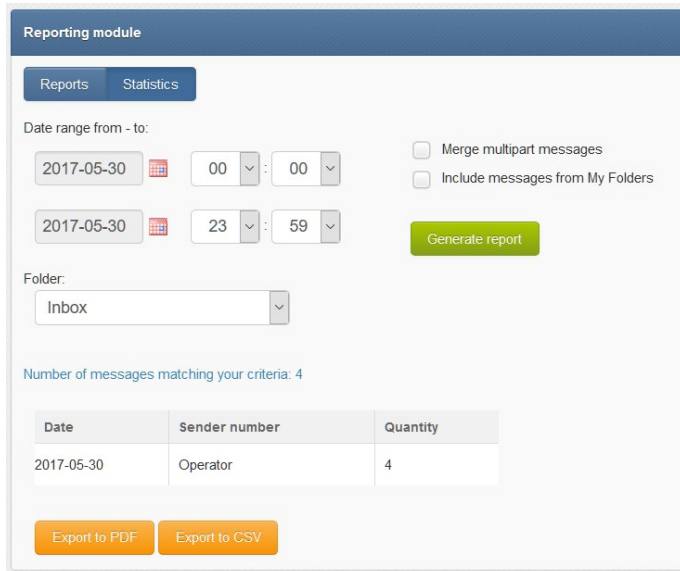 Reporting module
Reports Statistics
Date range from - to:
2017-05-30 00 : 00
Merge multipart messages
Include messages from My Folders
2017-05-30 23 : 59
Generate report
Folder:
Inbox
Number of messages matching your criteria: 4
Date Sender number Quantity
2017-05-30 Operator 4
Export to PDF Export to CSV